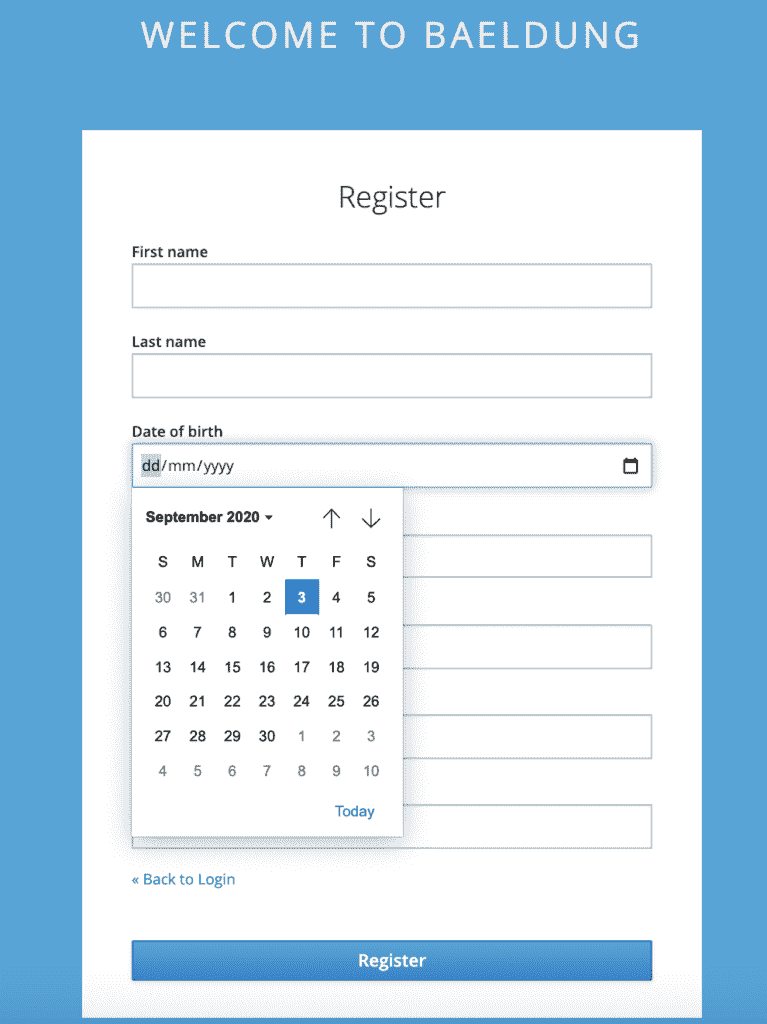 WELCOME TO BAELDUNG
Register
First name
Last name
Date of birth
dd/mm/yyyy
September 2020
S M T W T F S
30 31 1 2 3 4 5
6 7 8 9 10 11 12
13 14 15 16 17 18 19
20 21 22 23 24 25 26
27 28 29 30 1 2 3
4 5 6 7 8 9 10
Today
« Back to Login
Register